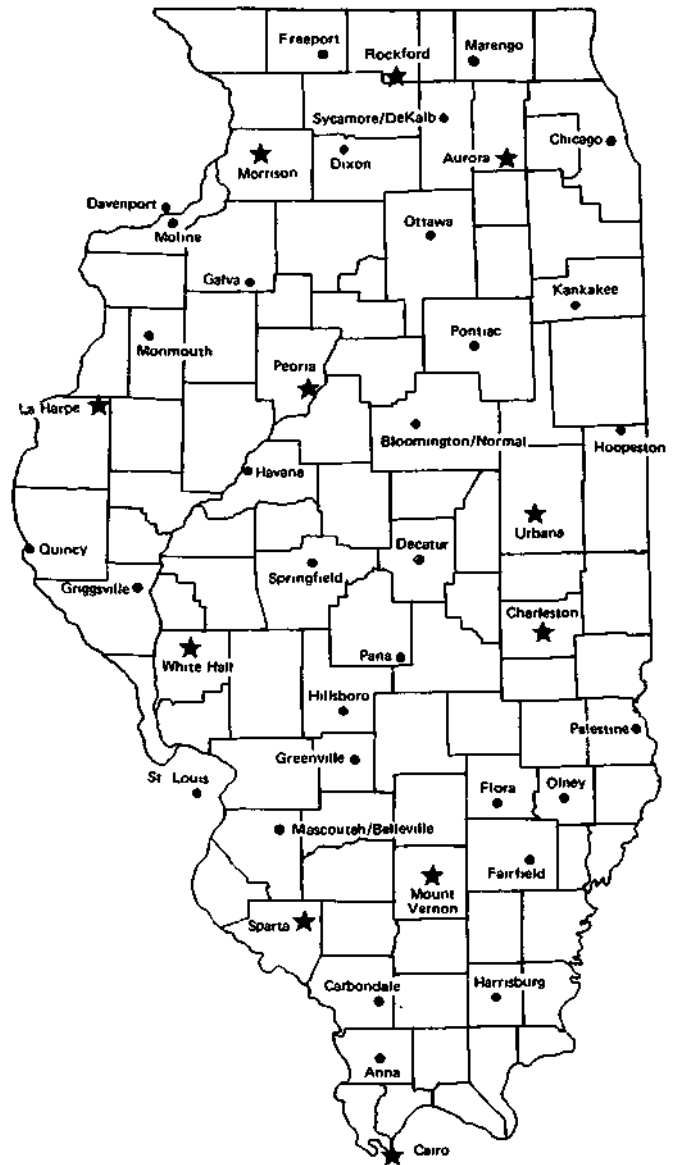 Freeport
Rockford
Marengo
Sycamore/DeKalb
Chicago
Morrison
Dixon
Aurora
Davenport
Moline
Ottawa
Galva
Kankakee
Monmouth
Pontiac
Peoria
La Harpe
Bloomington/Normal
Hoopeston
Havana
Urbana
Quincy
Decatur
Springfield
Griggsville
Charleston
White Hall
Pana
Hillsboro
Palestine
Greenville
St Louis
Flora
Olney
Mascoutah/Belleville
Fairfield
Mount
Vernon
Sparta
Carbondale
Harrisburg
Anna
Cairo